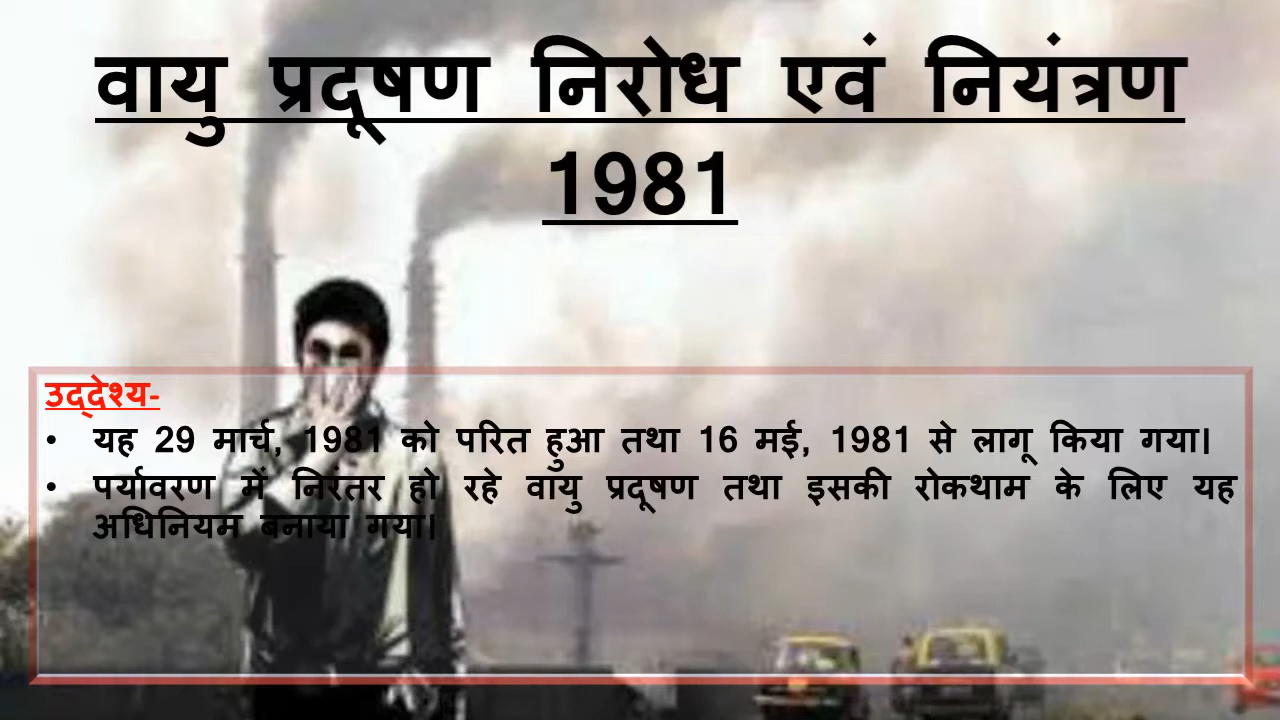 वायु प्रदूषण निरोध एवं नियंत्रण
1981
उद्देश्य-
• यह 29 मार्च, 1981 को परित हुआ तथा 16 मई, 1981 से लागू किया गया।
• पर्यावरण में निरंतर हो रहे वायु प्रदूषण तथा इसकी रोकथाम के लिए यह
अधिनियम बनाया गया।